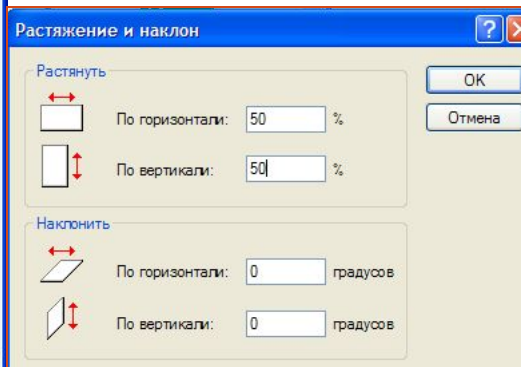 Растяжение и наклон
Растянуть
По горизонтали: 50 %
По вертикали: 50 %
Наклонить
По горизонтали: 0 градусов
По вертикали: 0 градусов
OK
Отмена